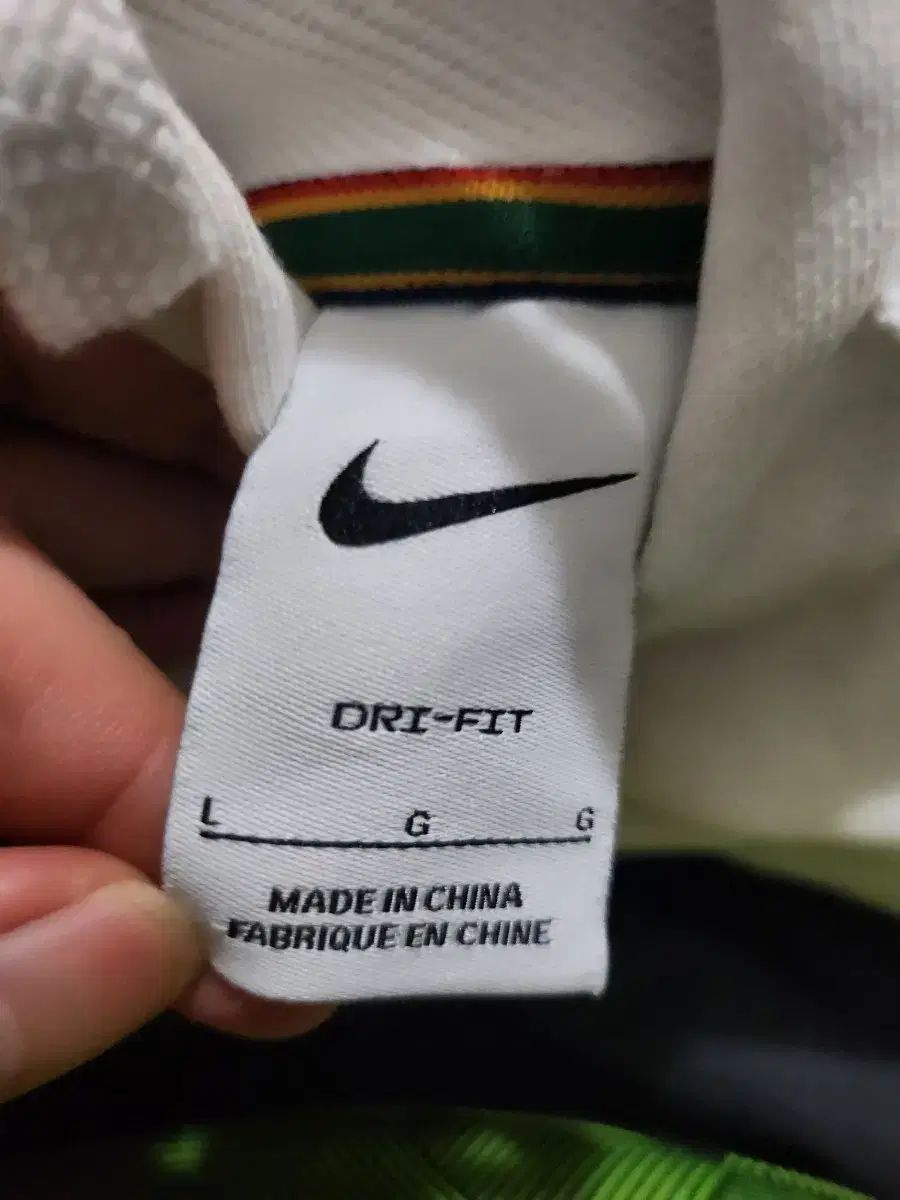 DRI-FIT
L G G
MADE IN CHINA
FABRIQUE EN CHINE